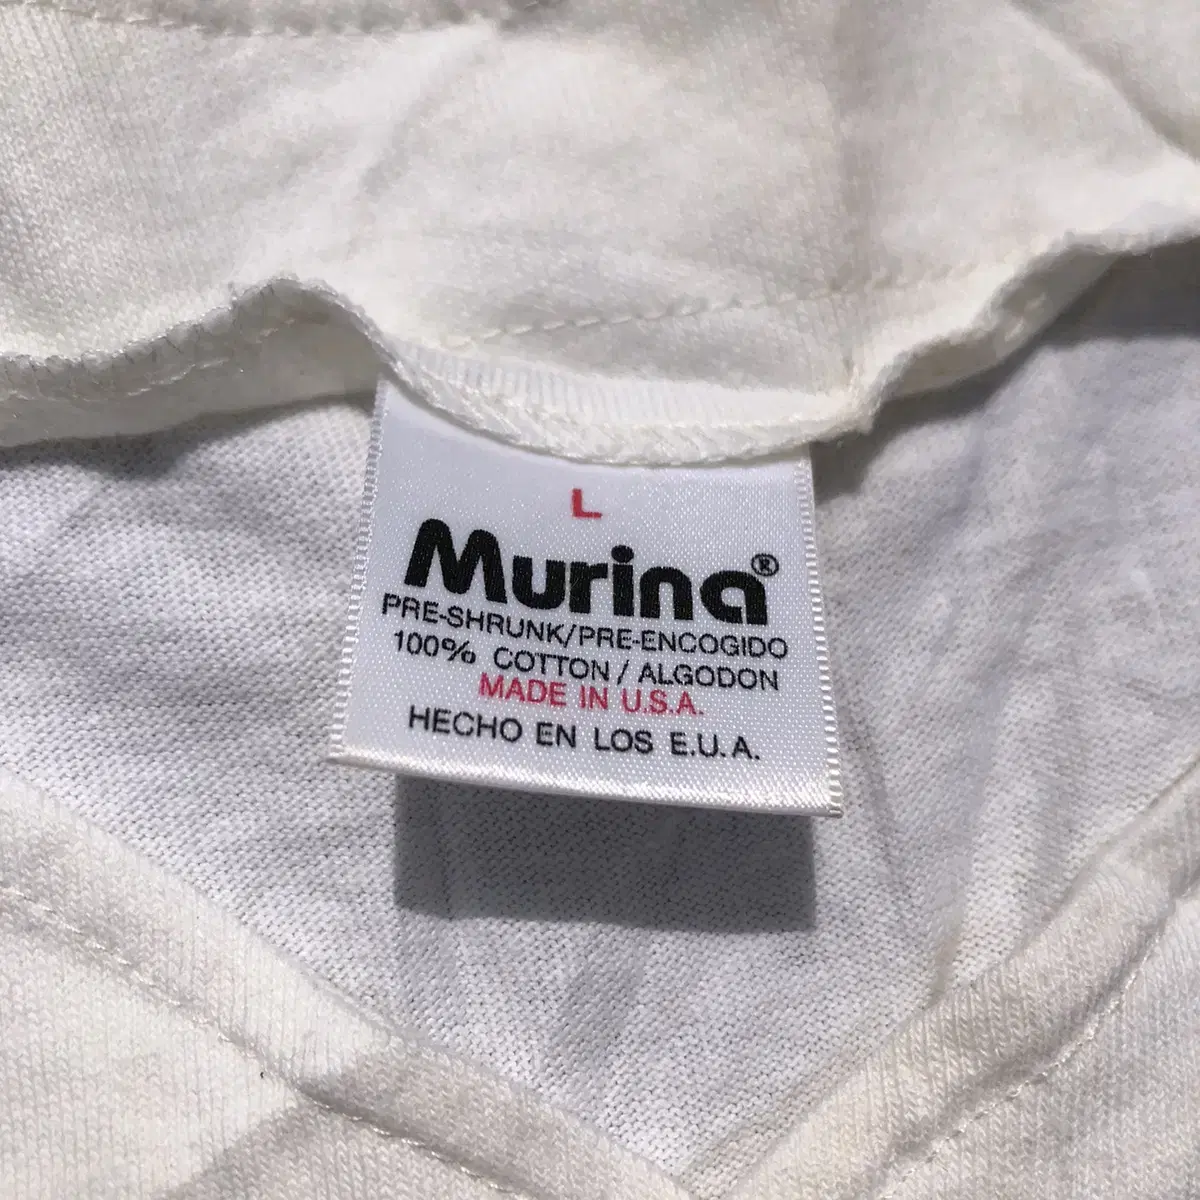 L
Murina®
PRE-SHRUNK/PRE-ENCOGIDO
100% COTTON / ALGODON
MADE IN U.S.A.
HECHO EN LOS E.U.A.